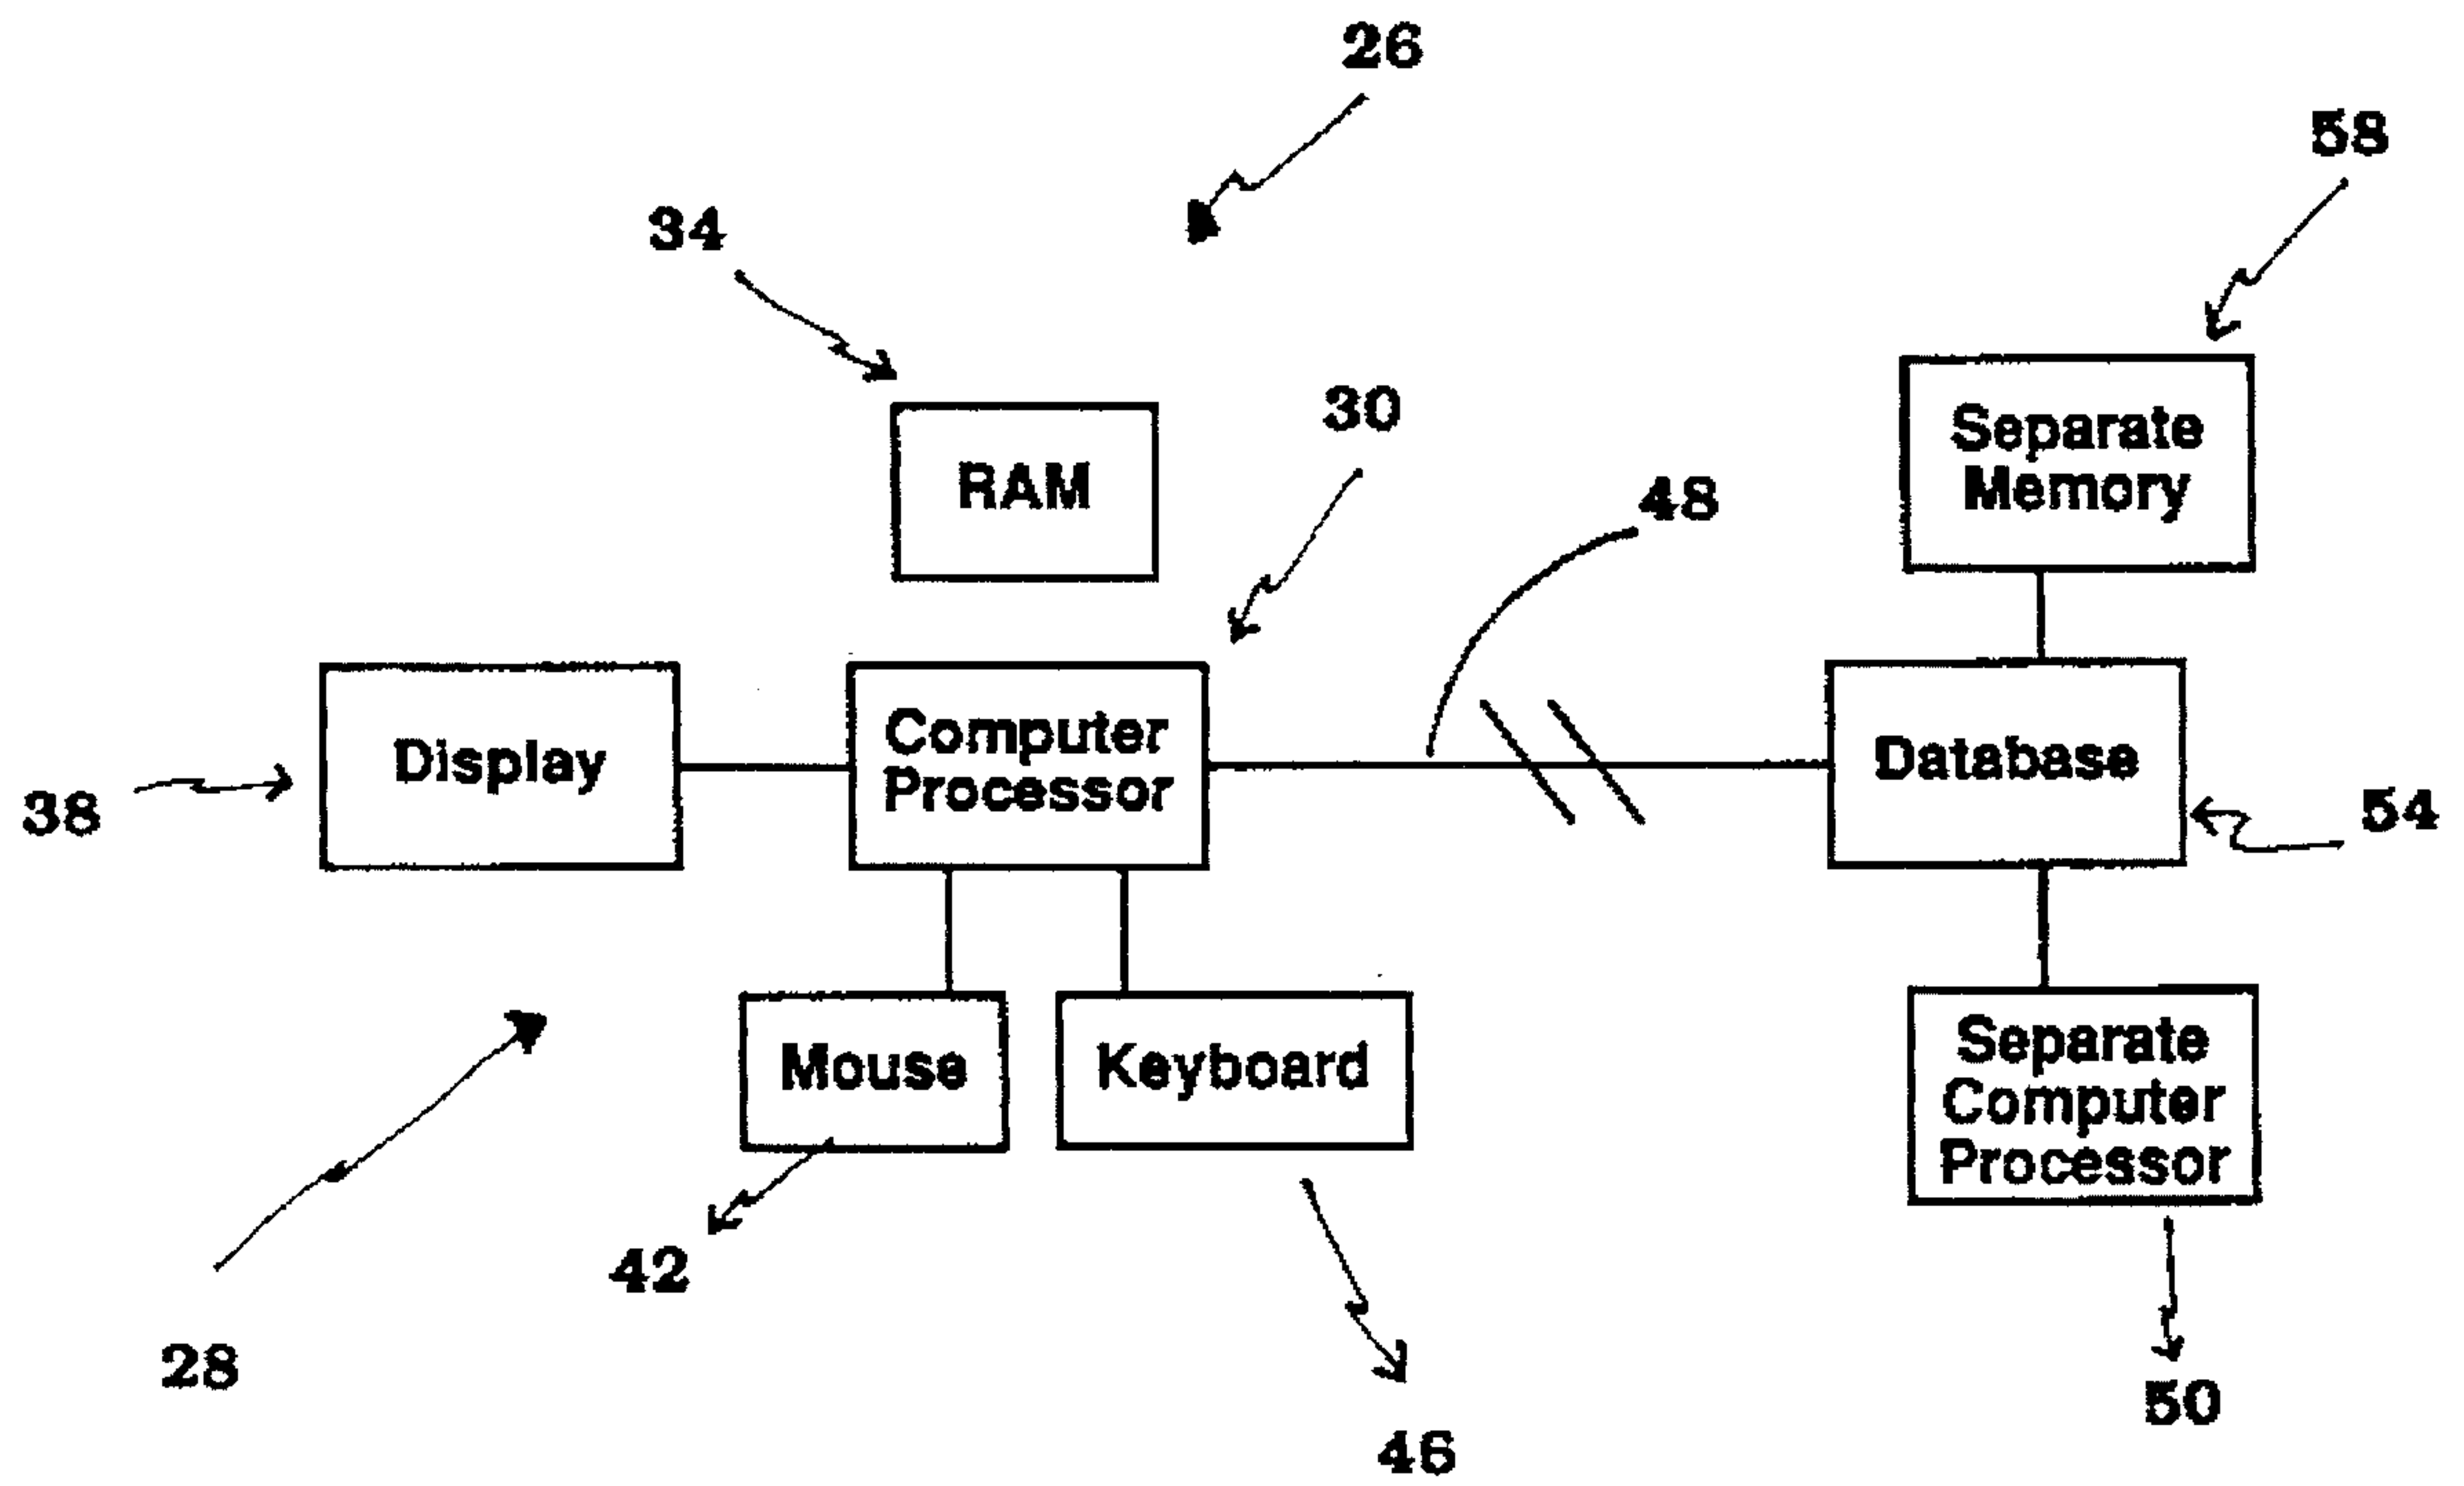 26
58
34
30
RAM
Separate
Memory
48
Display
Computer
Processor
Database
38
54
Mouse
Keyboard
Separate
Computer
Processor
42
28
50
46